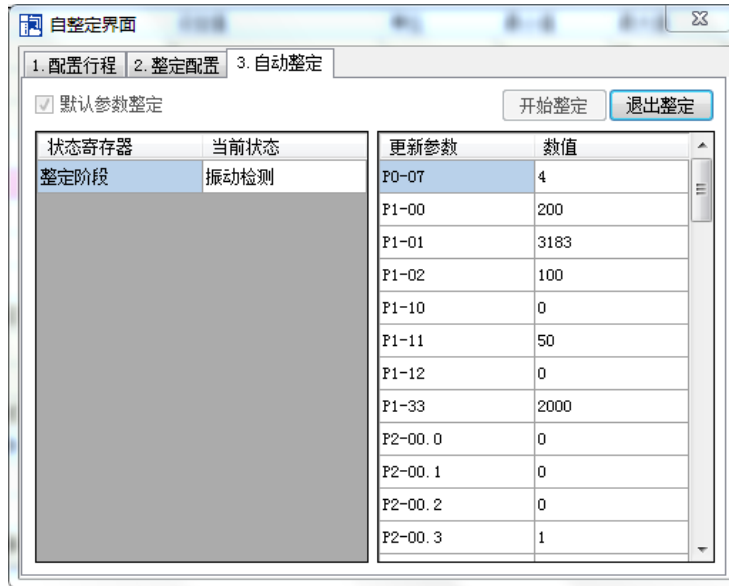 自整定界面
1.配置行程 2.整定配置 3.自动整定
默认参数整定 开始整定 退出整定
状态寄存器 当前状态 更新参数 数值
整定阶段 振动检测 P0-07 4
P1-00 200
P1-01 3183
P1-02 100
P1-10 0
P1-11 50
P1-12 0
P1-33 2000
P2-00.0 0
P2-00.1 0
P2-00.2 0
P2-00.3 1